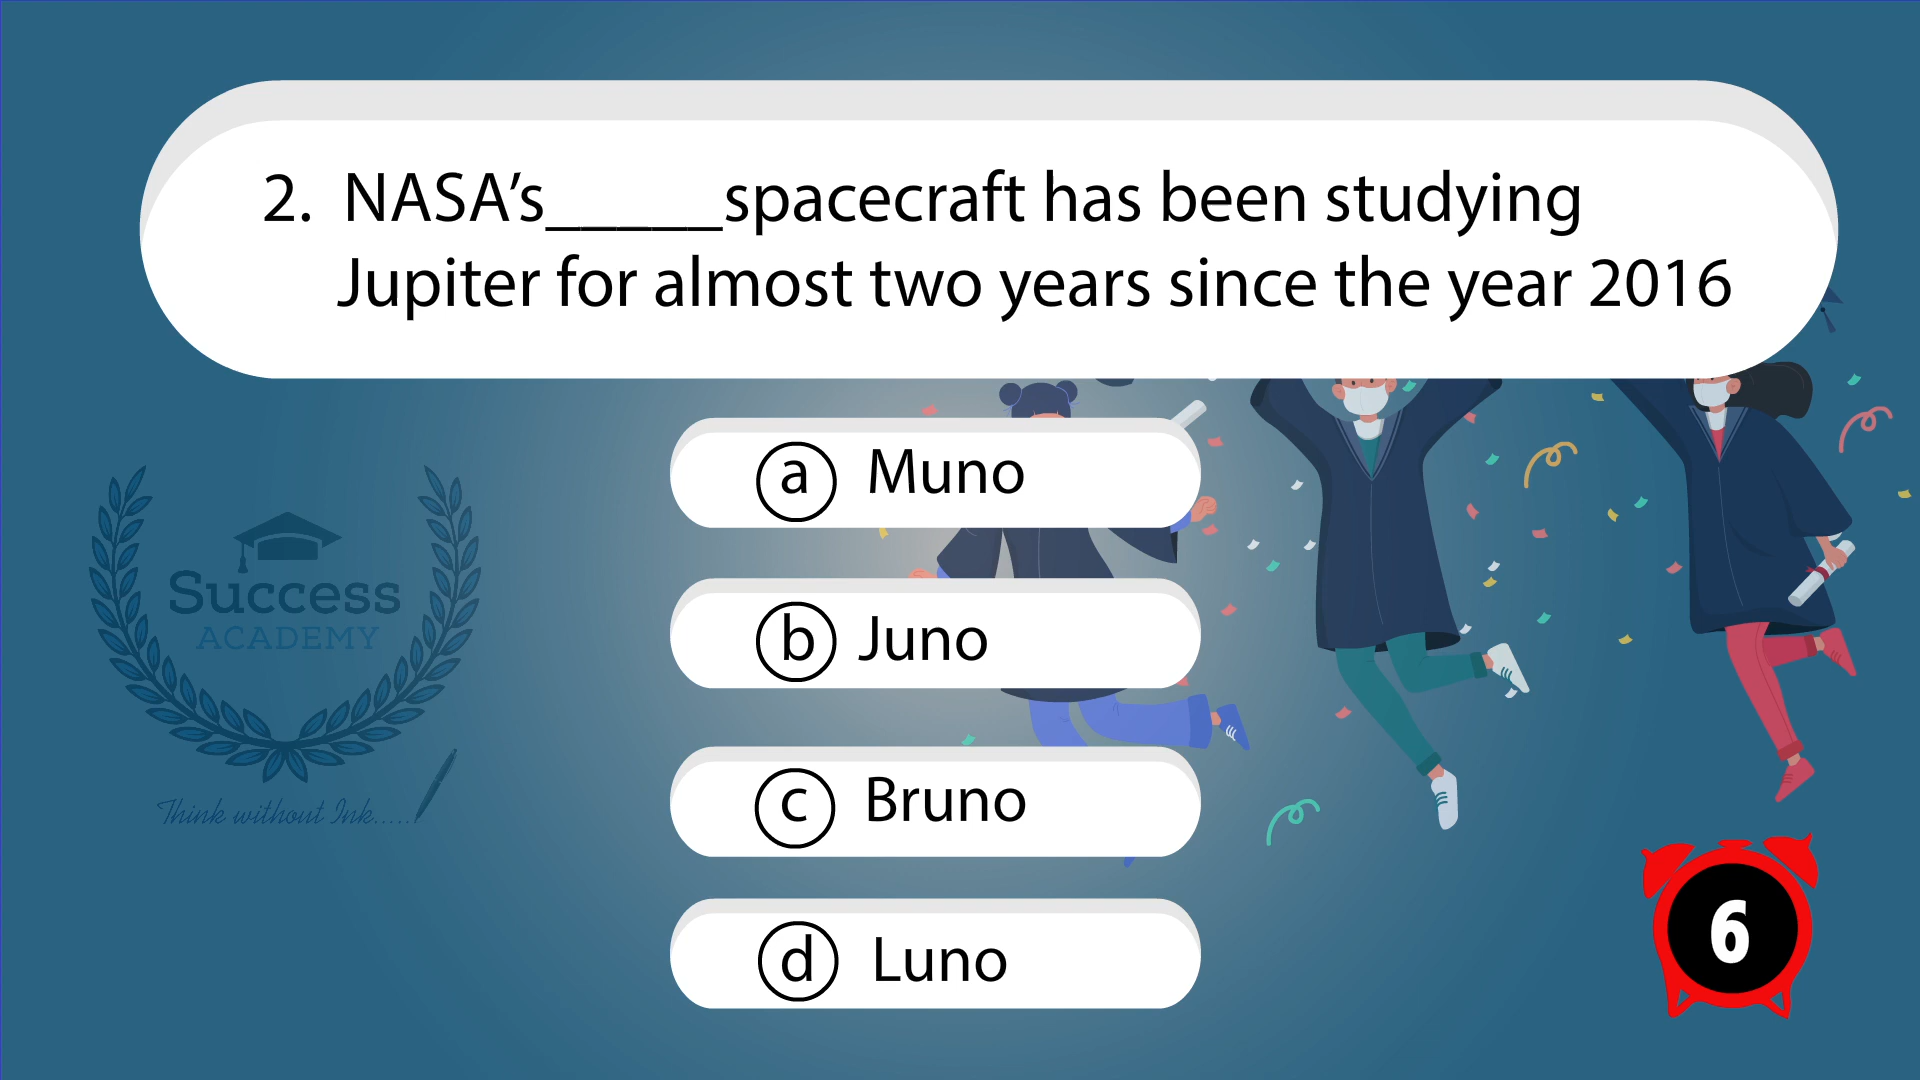 2. NASA’s_____spacecraft has been studying
Jupiter for almost two years since the year 2016
a Muno
b Juno
c Bruno
d Luno
Success
ACADEMY
Think without Ink.....
6